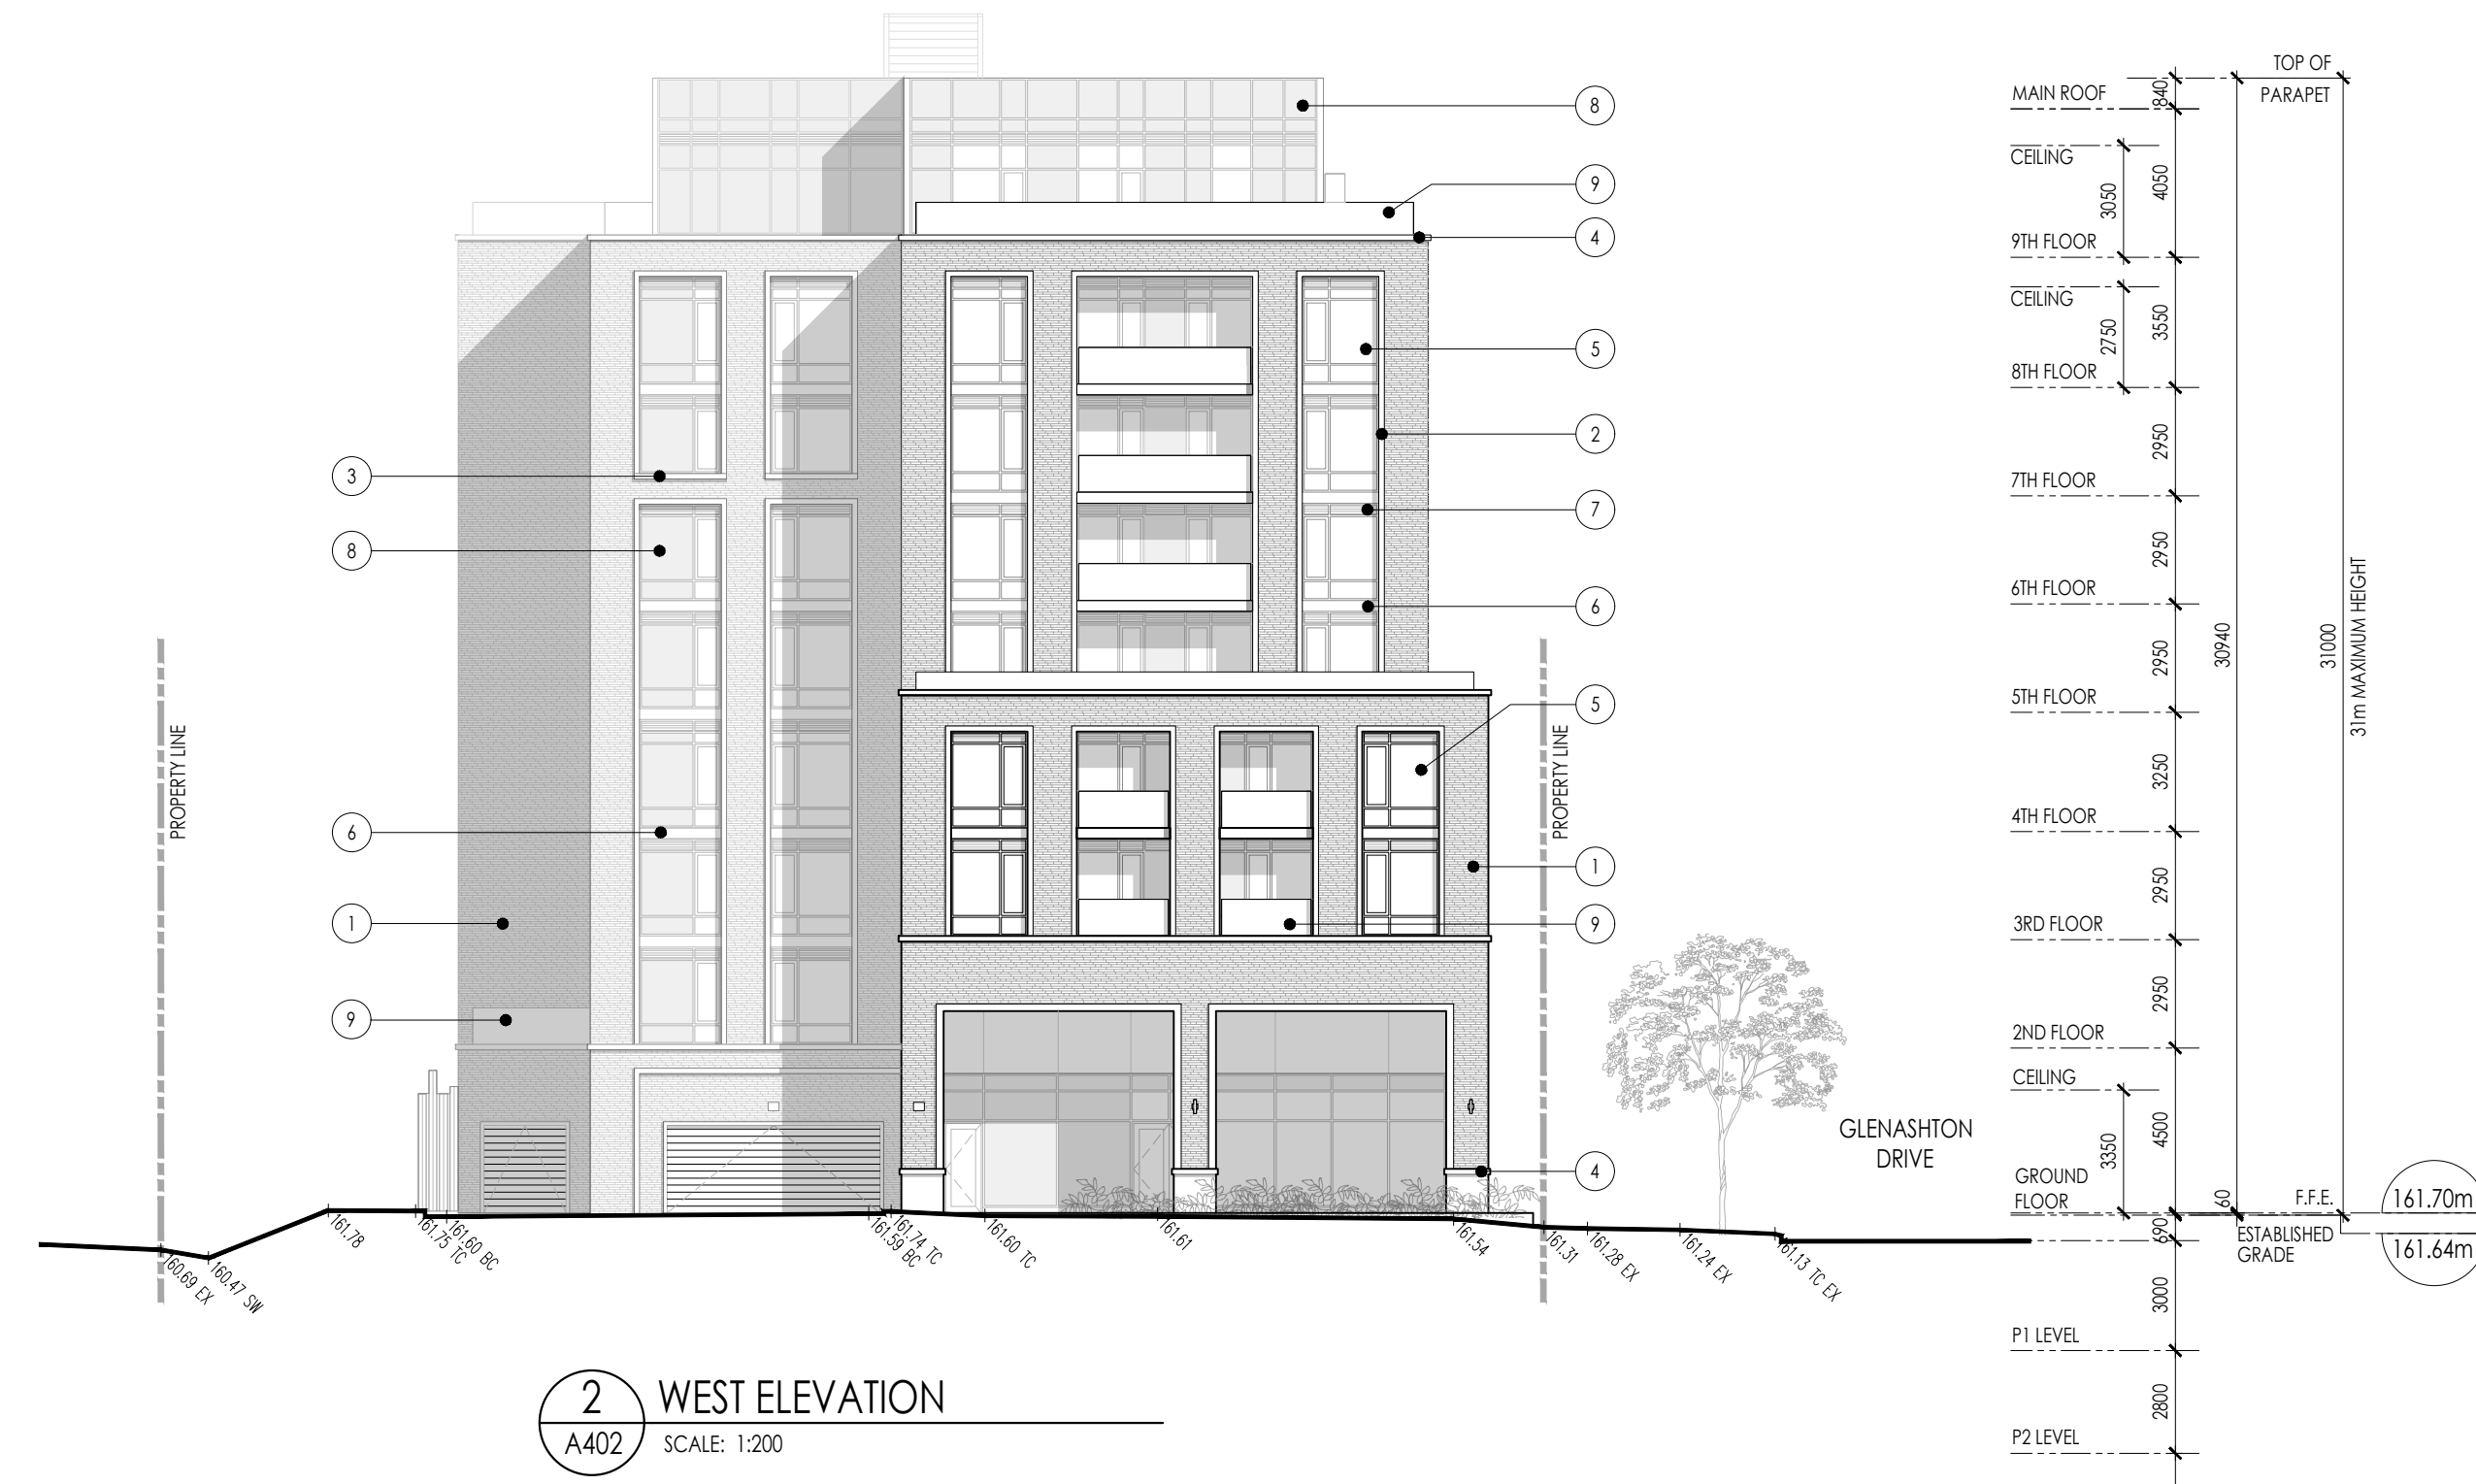 8
9
4
5
2
3
7
8
6
5
6
1
1
9
9
4
PROPERTY LINE
PROPERTY LINE
GLENASHTON
DRIVE
160.69 EX
160.47 SW
161.78
161.75 TC
161.60 BC
161.59 BC
161.74 TC
161.60 TC
161.61
161.54
161.31
161.28 EX
161.24 EX
161.13 TC EX
TOP OF
PARAPET
MAIN ROOF
840
CEILING
3050
4050
9TH FLOOR
CEILING
2750
3550
8TH FLOOR
2950
7TH FLOOR
2950
6TH FLOOR
2950
5TH FLOOR
3250
4TH FLOOR
2950
3RD FLOOR
2950
2ND FLOOR
CEILING
3350
4500
GROUND
FLOOR
60
690
30940
31000
31m MAXIMUM HEIGHT
F.F.E.
161.70m
ESTABLISHED
GRADE
161.64m
3000
P1 LEVEL
2800
P2 LEVEL
2
A402
WEST ELEVATION
SCALE: 1:200